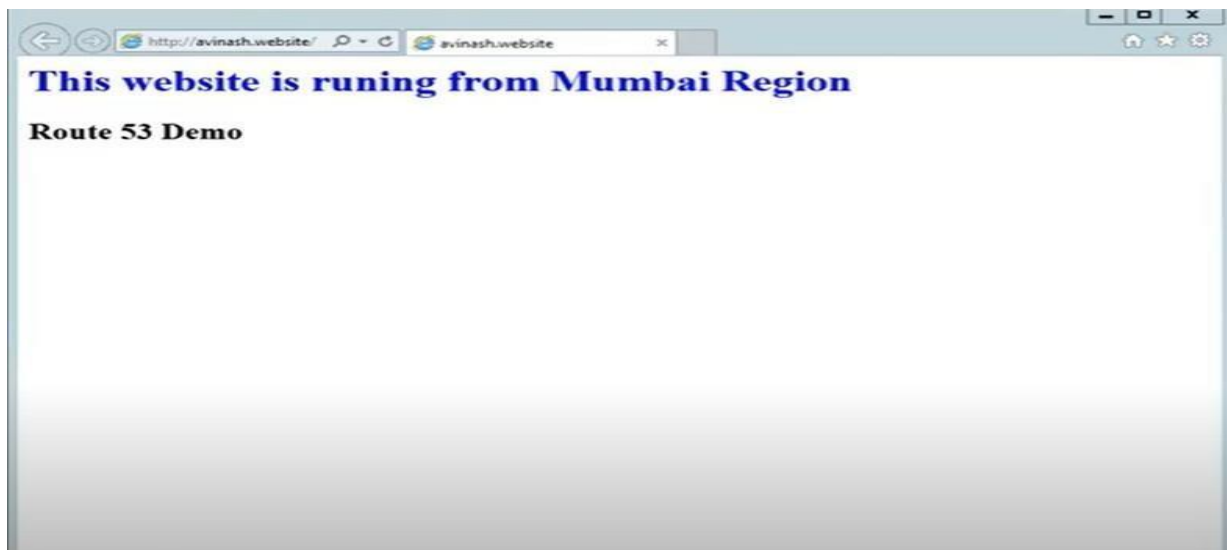 http://avinash.website/
avinash.website
This website is runing from Mumbai Region
Route 53 Demo